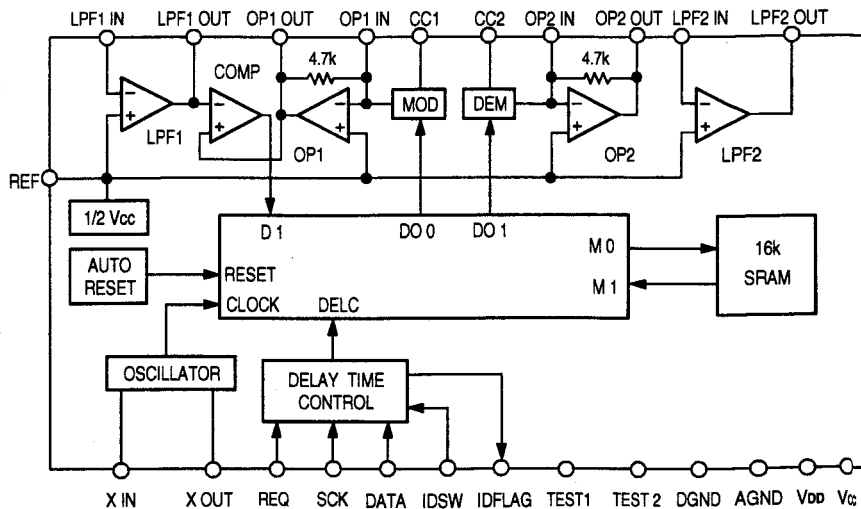 LPF1 IN LPF1 OUT OP1 OUT OP1 IN CC1 CC2 OP2 IN OP2 OUT LPF2 IN LPF2 OUT
4.7k 4.7k
COMP
MOD DEM
LPF1 OP1 OP2 LPF2
REF
1/2 Vcc
D 1 DO 0 DO 1
M 0
M 1
16k
SRAM
AUTO
RESET
RESET
CLOCK DELC
OSCILLATOR
DELAY TIME
CONTROL
X IN X OUT REQ SCK DATA IDSW IDFLAG TEST1 TEST 2 DGND AGND VDD Vcc